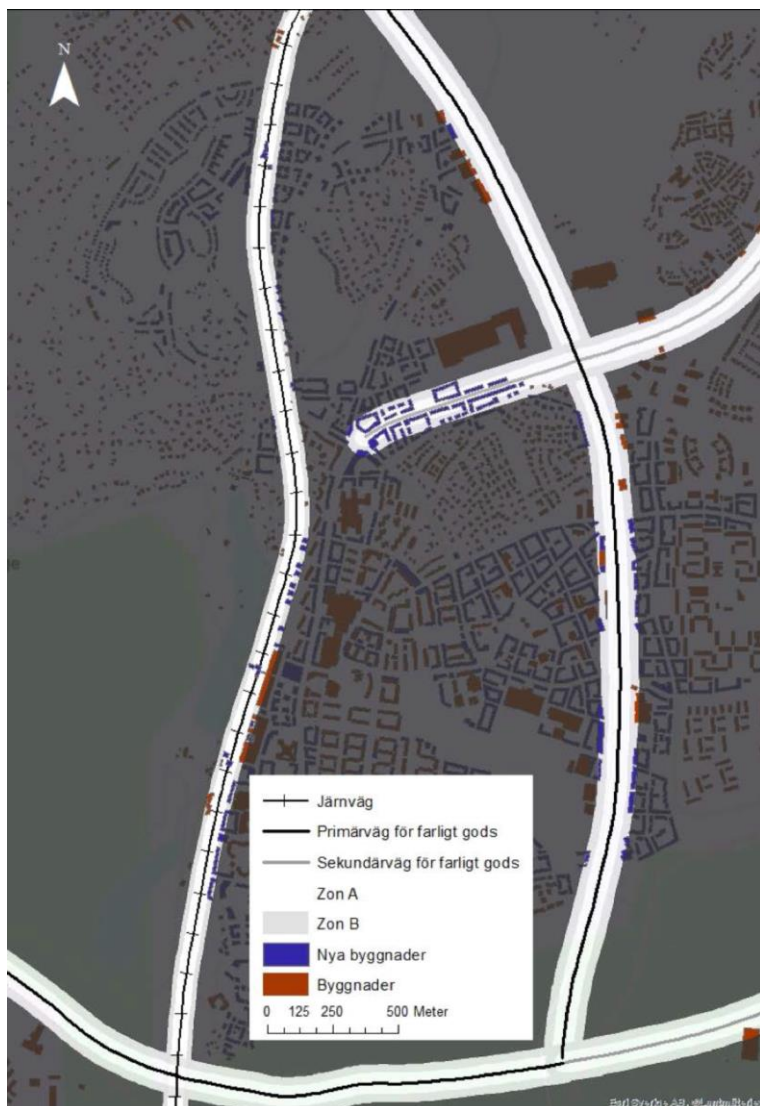 N
Järnväg
Primärväg för farligt gods
Sekundärväg för farligt gods
Zon A
Zon B
Nya byggnader
Byggnader
0 125 250 500 Meter